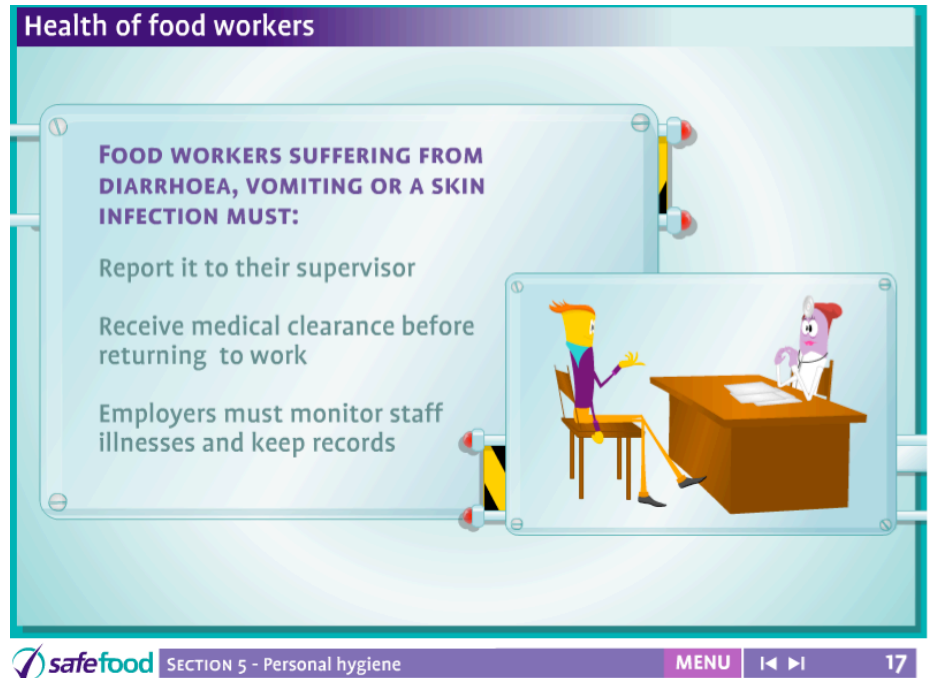 Health of food workers
FOOD WORKERS SUFFERING FROM
DIARRHOEA, VOMITING OR A SKIN
INFECTION MUST:
Report it to their supervisor
Receive medical clearance before
returning to work
Employers must monitor staff
illnesses and keep records
safefood SECTION 5 - Personal hygiene MENU 17